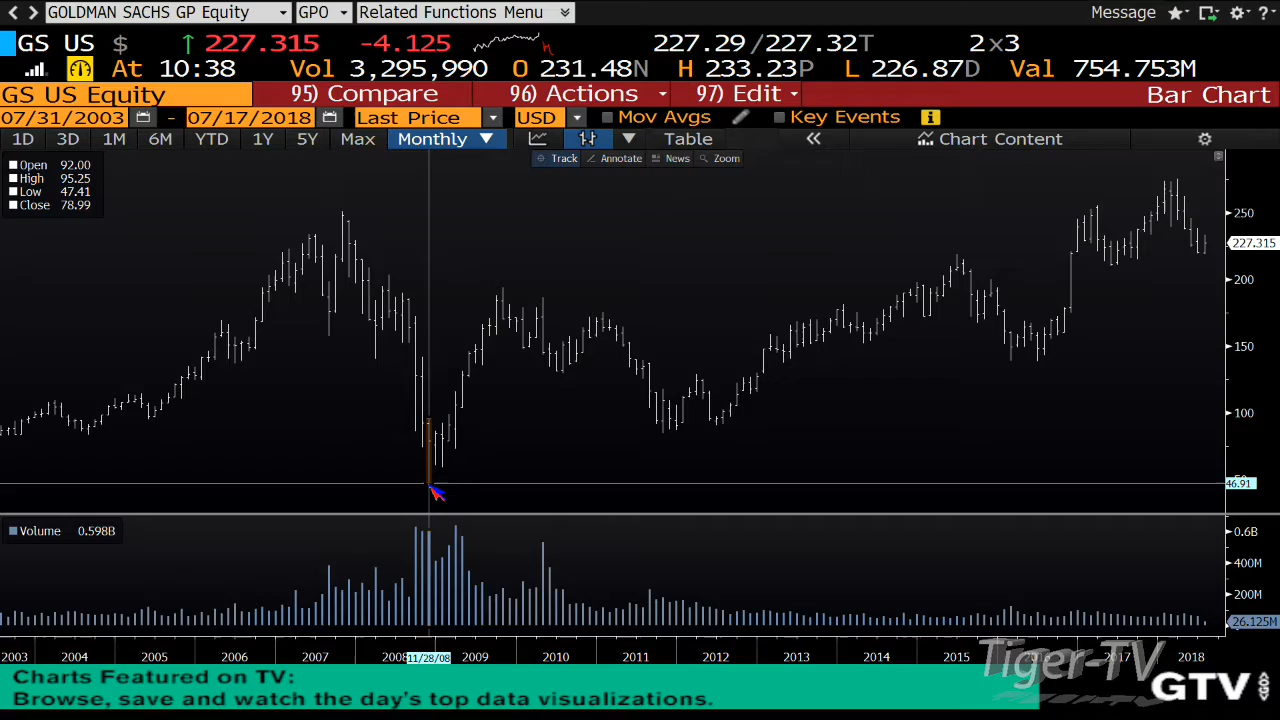 GOLDMAN SACHS GP Equity GPO Related Functions Menu Message ?
GS US $ ↑ 227.315 -4.125 227.29/227.32T 2x3
At 10:38 Vol 3,295,990 O 231.48N H 233.23P L 226.87D Val 754.753M
GS US Equity 95) Compare 96) Actions 97) Edit Bar Chart
07/31/2003 - 07/17/2018 Last Price USD Mov Avgs Key Events i
1D 3D 1M 6M YTD 1Y 5Y Max Monthly Table « Chart Content
Track Annotate News Zoom
Open 92.00
High 95.25
Low 47.41
Close 78.99
250
227.315
200
150
100
46.91
Volume 0.598B
0.6B
400M
200M
26.125M
2003 2004 2005 2006 2007 2008 11/28/08 2009 2010 2011 2012 2013 2014 2015 2016 2017 2018
Tiger-TV
Charts Featured on TV:
Browse, save and watch the day's top data visualizations.
GTV GO